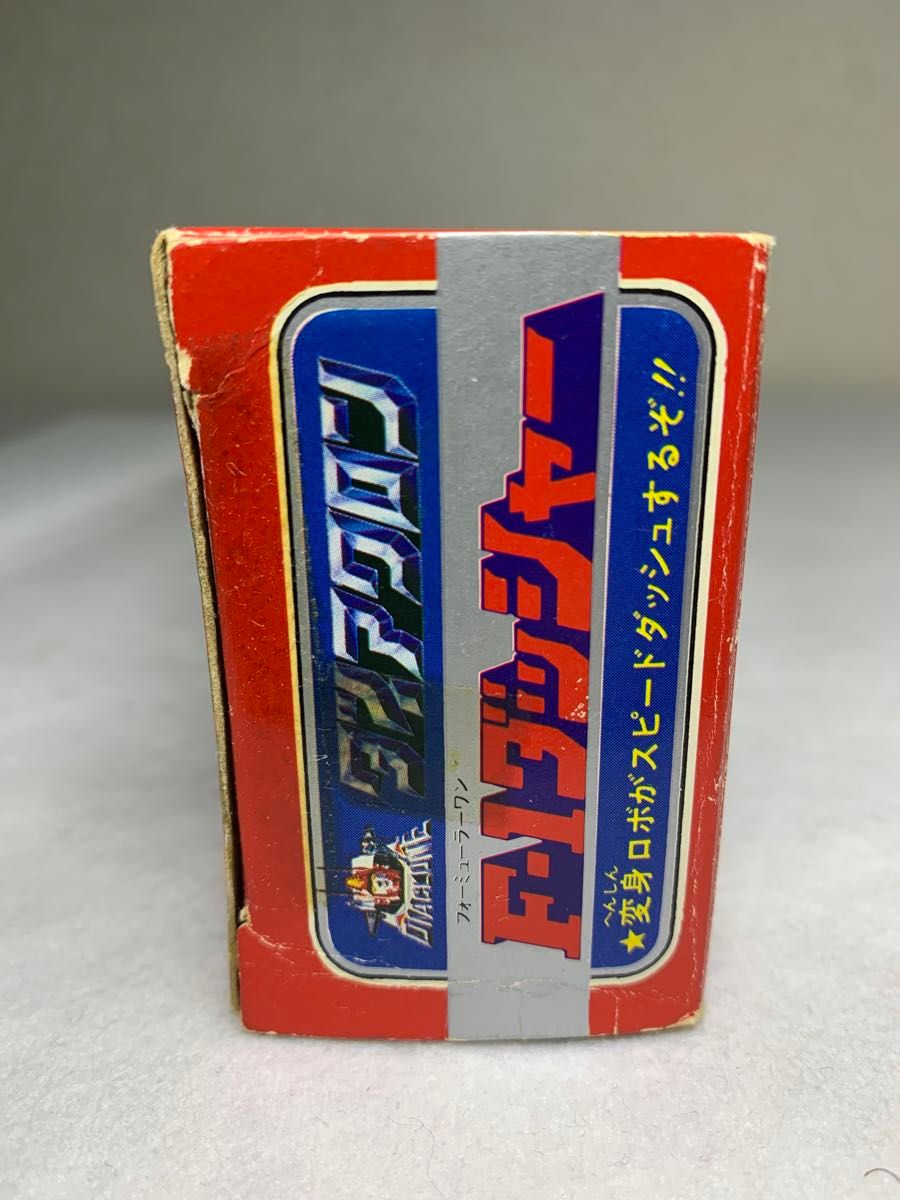 ダイアクロン
DIACLONE
フォーミューラーワン
F・1ダッシャー
へんしん
★変身ロボがスピードダッシュするぞ!!